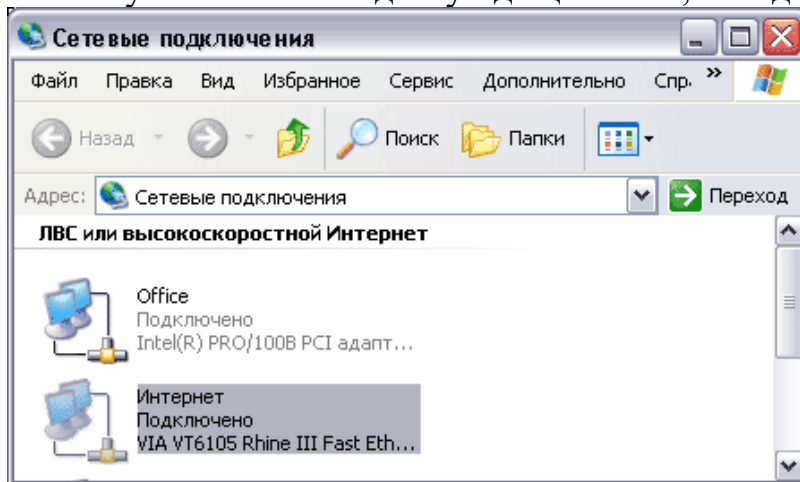 Сетевые подключения
Файл Правка Вид Избранное Сервис Дополнительно Спр. »
Назад Поиск Папки
Адрес: Сетевые подключения Переход
ЛВС или высокоскоростной Интернет
Office
Подключено
Intel(R) PRO/100B PCI адапт...
Интернет
Подключено
VIA VT6105 Rhine III Fast Eth...